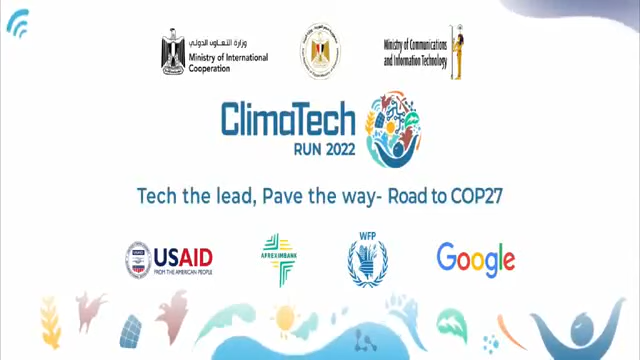 وزارة التعاون الدولي
Ministry of International
Cooperation
Ministry of Communications
and Information Technology
ClimaTech
RUN 2022
Tech the lead, Pave the way- Road to COP27
USAID
FROM THE AMERICAN PEOPLE
AFREXIMBANK
WFP
Google